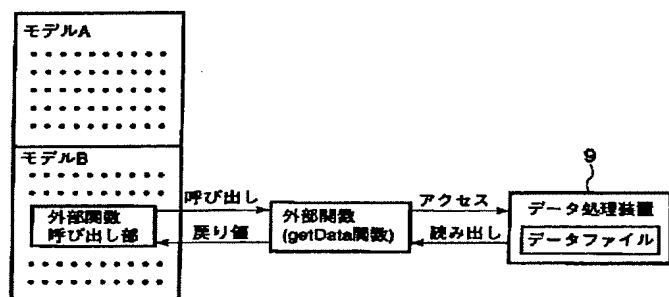 モデルA
モデルB
外部関数
呼び出し部
呼び出し
戻り値
外部関数
(getData関数)
アクセス
読み出し
9
データ処理装置
データファイル